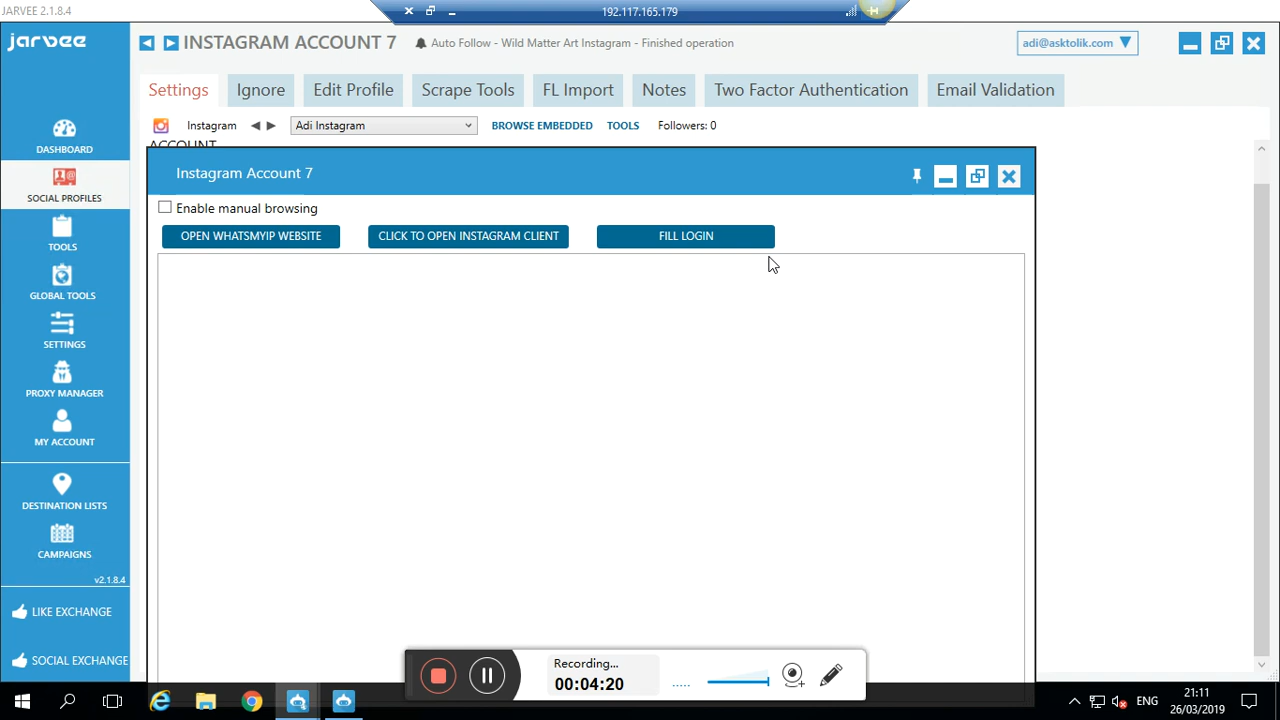 JARVEE 2.1.8.4
192.117.165.179
jarvee
INSTAGRAM ACCOUNT 7
Auto Follow - Wild Matter Art Instagram - Finished operation
adi@asktolik.com
Settings
Ignore
Edit Profile
Scrape Tools
FL Import
Notes
Two Factor Authentication
Email Validation
Instagram
Adi Instagram
BROWSE EMBEDDED
TOOLS
Followers: 0
ACCOUNT
DASHBOARD
SOCIAL PROFILES
TOOLS
GLOBAL TOOLS
SETTINGS
PROXY MANAGER
MY ACCOUNT
DESTINATION LISTS
CAMPAIGNS
v2.1.8.4
LIKE EXCHANGE
SOCIAL EXCHANGE
Instagram Account 7
Enable manual browsing
OPEN WHATSMYIP WEBSITE
CLICK TO OPEN INSTAGRAM CLIENT
FILL LOGIN
Recording...
00:04:20
ENG
21:11
26/03/2019